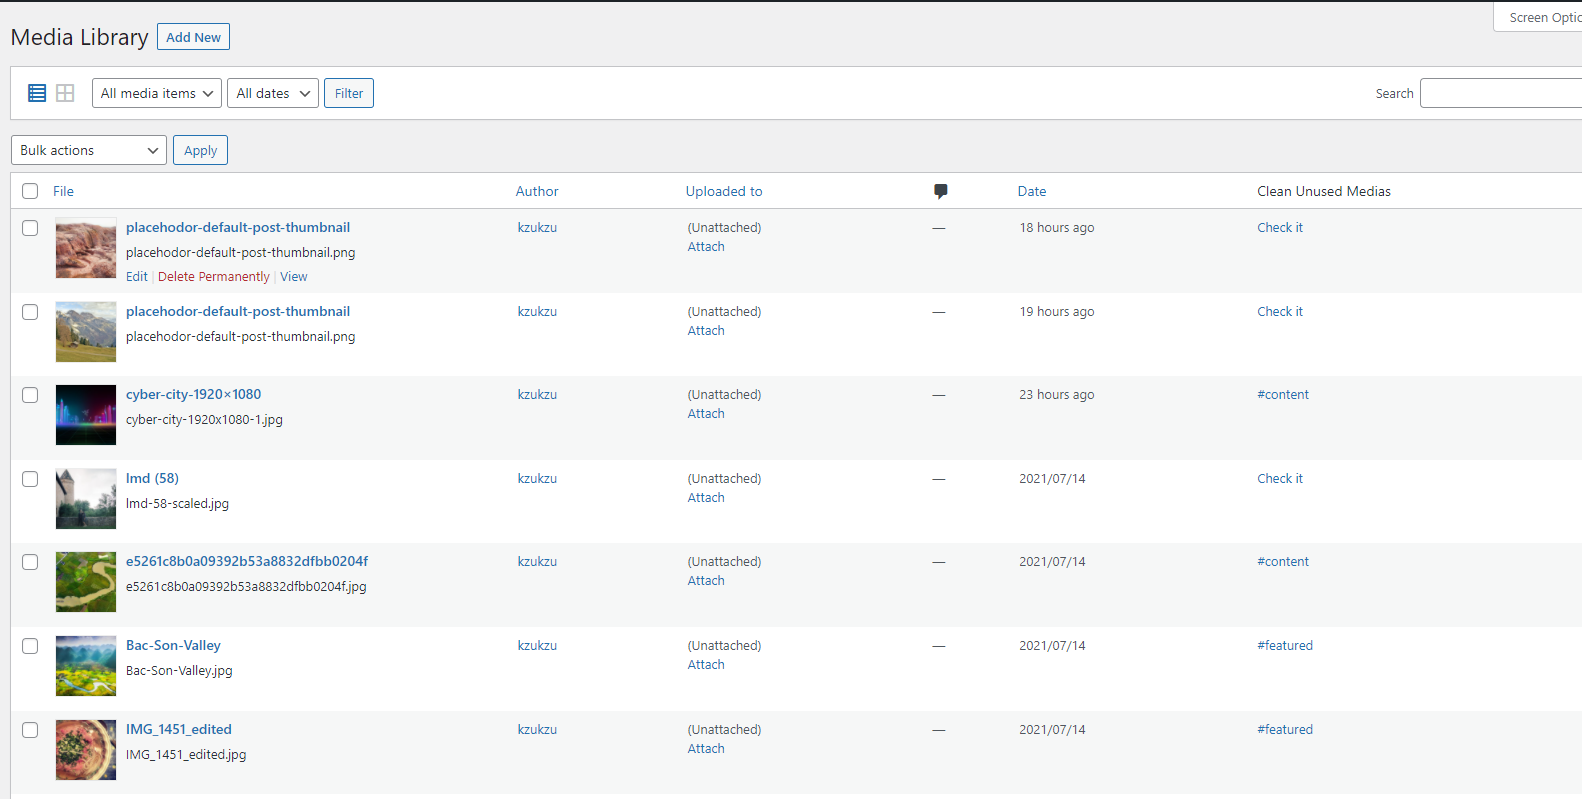 Screen Optic
Media Library Add New
All media items All dates Filter Search
Bulk actions Apply
File Author Uploaded to Date Clean Unused Medias
placehodor-default-post-thumbnail kzukzu (Unattached) — 18 hours ago Check it
Attach
placehodor-default-post-thumbnail.png
Edit | Delete Permanently | View
placehodor-default-post-thumbnail kzukzu (Unattached) — 19 hours ago Check it
Attach
placehodor-default-post-thumbnail.png
cyber-city-1920×1080 kzukzu (Unattached) — 23 hours ago #content
Attach
cyber-city-1920x1080-1.jpg
lmd (58) kzukzu (Unattached) — 2021/07/14 Check it
Attach
lmd-58-scaled.jpg
e5261c8b0a09392b53a8832dfbb0204f kzukzu (Unattached) — 2021/07/14 #content
Attach
e5261c8b0a09392b53a8832dfbb0204f.jpg
Bac-Son-Valley kzukzu (Unattached) — 2021/07/14 #featured
Attach
Bac-Son-Valley.jpg
IMG_1451_edited kzukzu (Unattached) — 2021/07/14 #featured
Attach
IMG_1451_edited.jpg